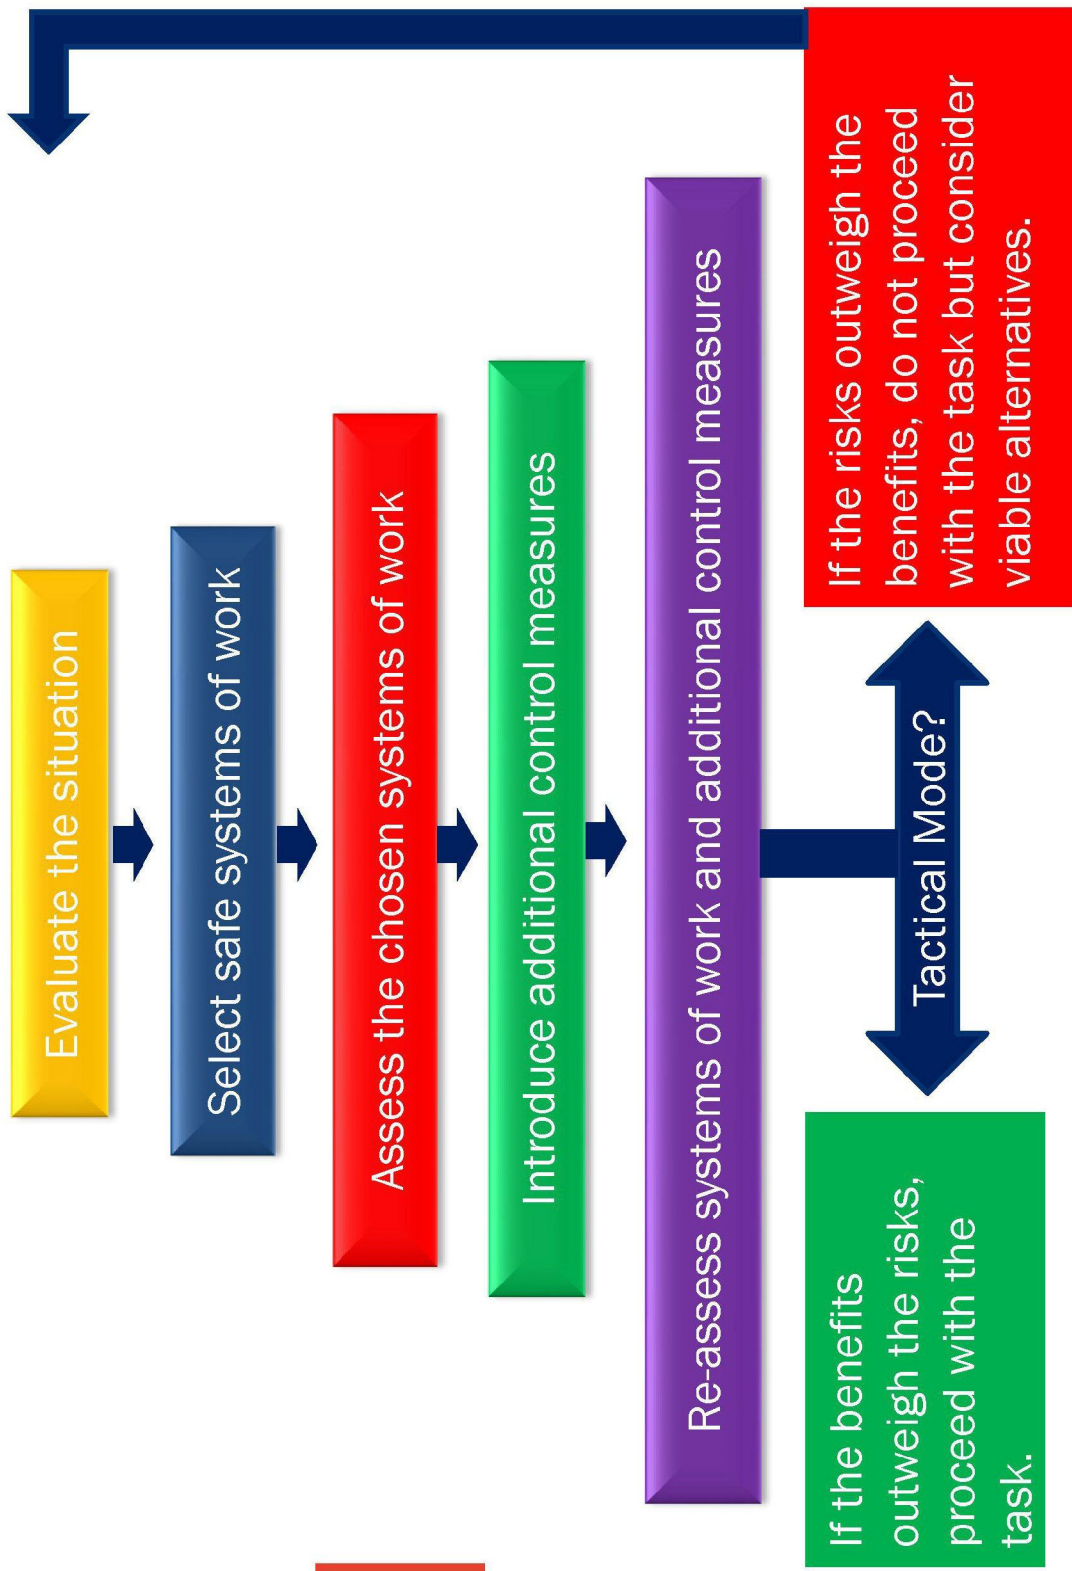 Evaluate the situation
Select safe systems of work
Assess the chosen systems of work
Introduce additional control measures
Re-assess systems of work and additional control measures
Tactical Mode?
If the benefits
outweigh the risks,
proceed with the
task.
If the risks outweigh the
benefits, do not proceed
with the task but consider
viable alternatives.